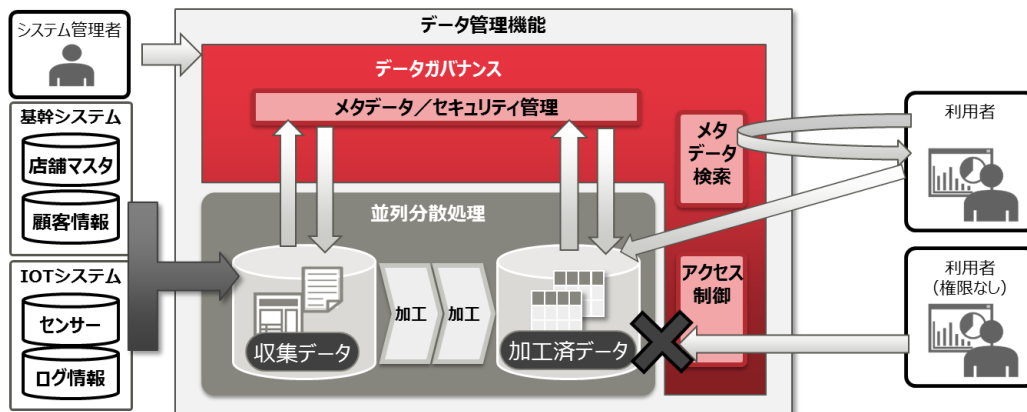 システム管理者
基幹システム
店舗マスタ
顧客情報
IOTシステム
センサー
ログ情報
データ管理機能
データガバナンス
メタデータ／セキュリティ管理
メタ
データ
検索
並列分散処理
収集データ
加工
加工
加工済データ
アクセス
制御
利用者
利用者
(権限なし)